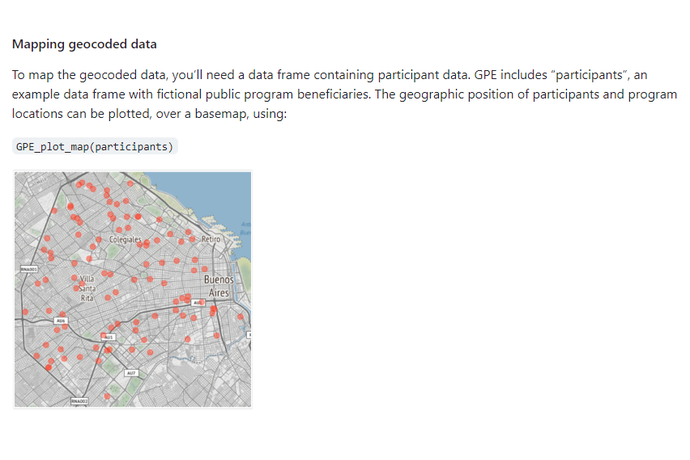 Mapping geocoded data
To map the geocoded data, you'll need a data frame containing participant data. GPE includes "participants", an
example data frame with fictional public program beneficiaries. The geographic position of participants and program
locations can be plotted, over a basemap, using:
GPE_plot_map(participants)
Colegiales
Retiro
RNA001
Villa
Santa
Rita
Buenos
Aires
AU6
AU1
AU7
RNA001